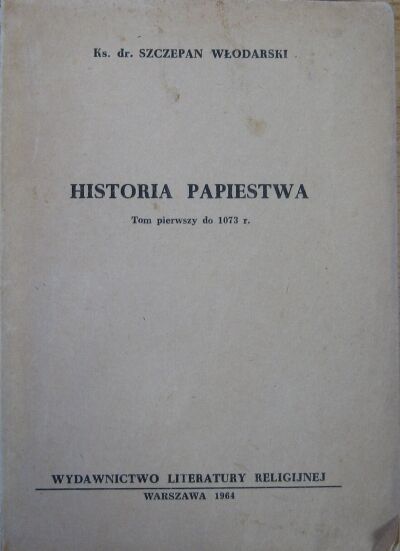 Ks. dr. SZCZEPAN WŁODARSKI
HISTORIA PAPIESTWA
Tom pierwszy do 1073 r.
WYDAWNICTWO LITERATURY RELIGIJNEJ
WARSZAWA 1964